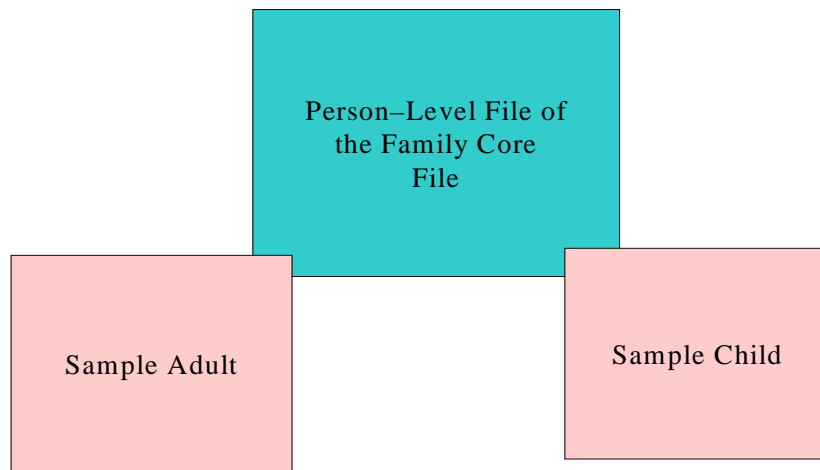 Person–Level File of
the Family Core
File
Sample Adult
Sample Child